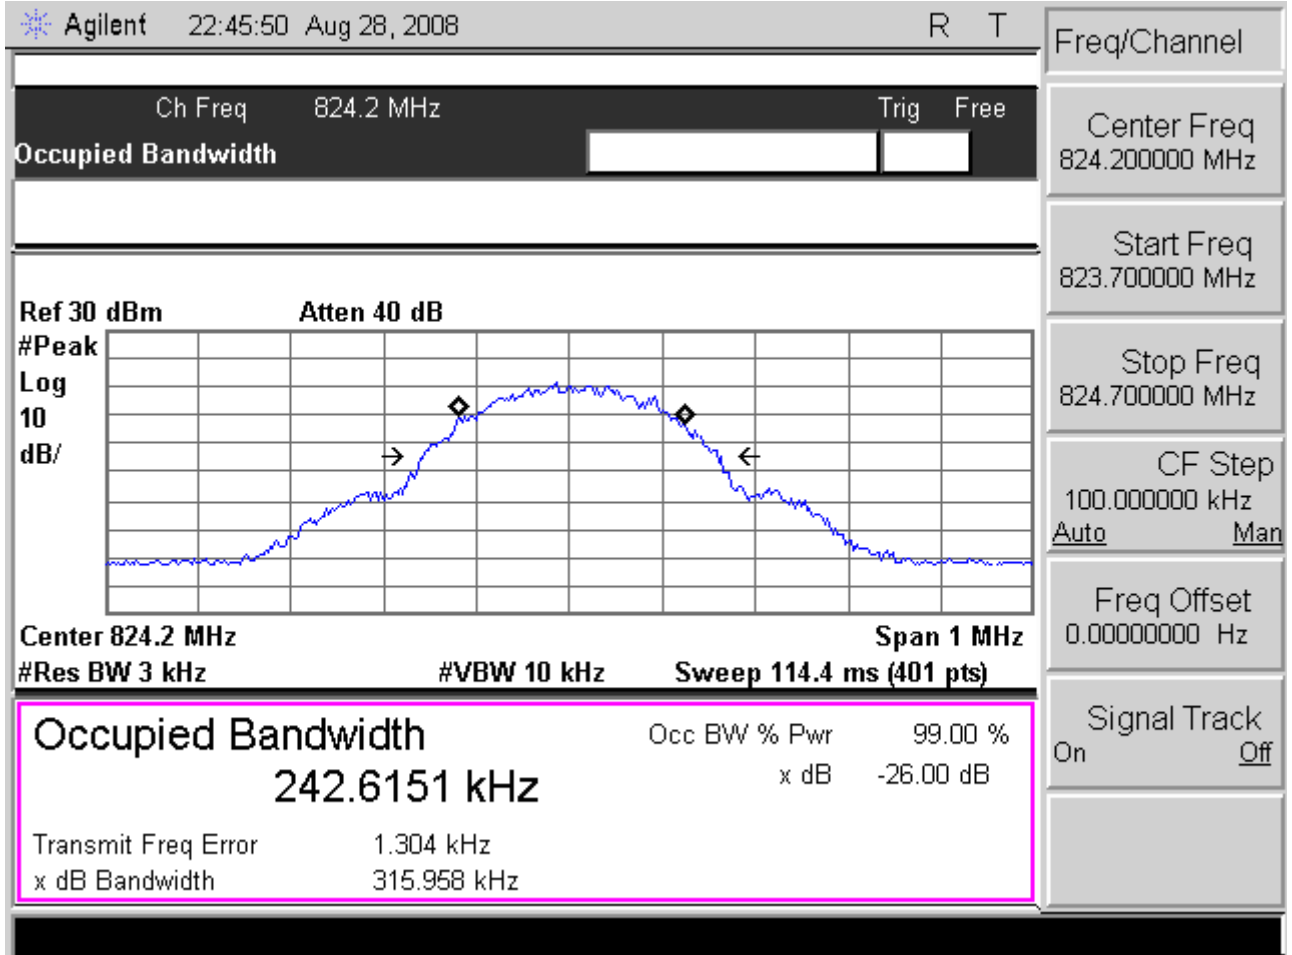 Agilent 22:45:50 Aug 28, 2008 R T
Freq/Channel
Ch Freq 824.2 MHz Trig Free
Occupied Bandwidth
Center Freq
824.200000 MHz
Start Freq
823.700000 MHz
Stop Freq
824.700000 MHz
CF Step
100.000000 kHz
Auto Man
Freq Offset
0.00000000 Hz
Signal Track
On Off
Ref 30 dBm Atten 40 dB
#Peak
Log
10
dB/
Center 824.2 MHz Span 1 MHz
#Res BW 3 kHz #VBW 10 kHz Sweep 114.4 ms (401 pts)
Occupied Bandwidth Occ BW % Pwr 99.00 %
242.6151 kHz x dB -26.00 dB
Transmit Freq Error 1.304 kHz
x dB Bandwidth 315.958 kHz